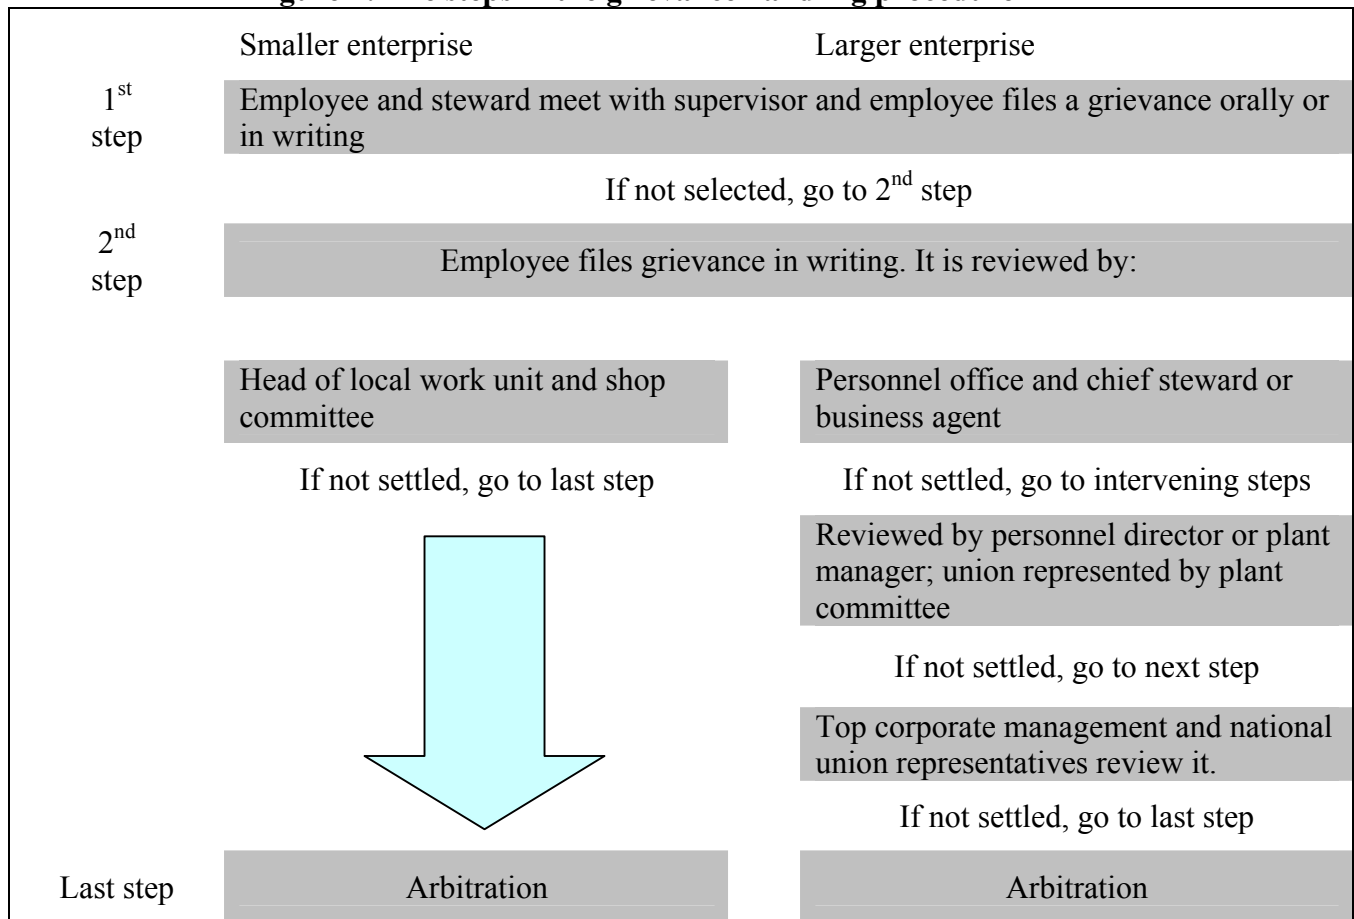 Smaller enterprise
Larger enterprise
1st
step
Employee and steward meet with supervisor and employee files a grievance orally or
in writing
If not selected, go to 2nd step
2nd
step
Employee files grievance in writing. It is reviewed by:
Head of local work unit and shop
committee
Personnel office and chief steward or
business agent
If not settled, go to last step
If not settled, go to intervening steps
Reviewed by personnel director or plant
manager; union represented by plant
committee
If not settled, go to next step
Top corporate management and national
union representatives review it.
If not settled, go to last step
Last step
Arbitration
Arbitration